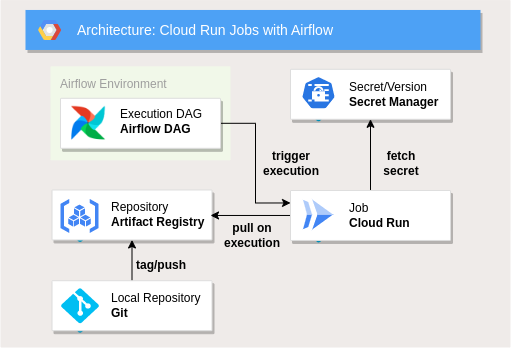 Architecture: Cloud Run Jobs with Airflow
Airflow Environment
Execution DAG
Airflow DAG
Secret/Version
Secret Manager
trigger
execution
fetch
secret
Repository
Artifact Registry
Job
Cloud Run
pull on
execution
tag/push
Local Repository
Git